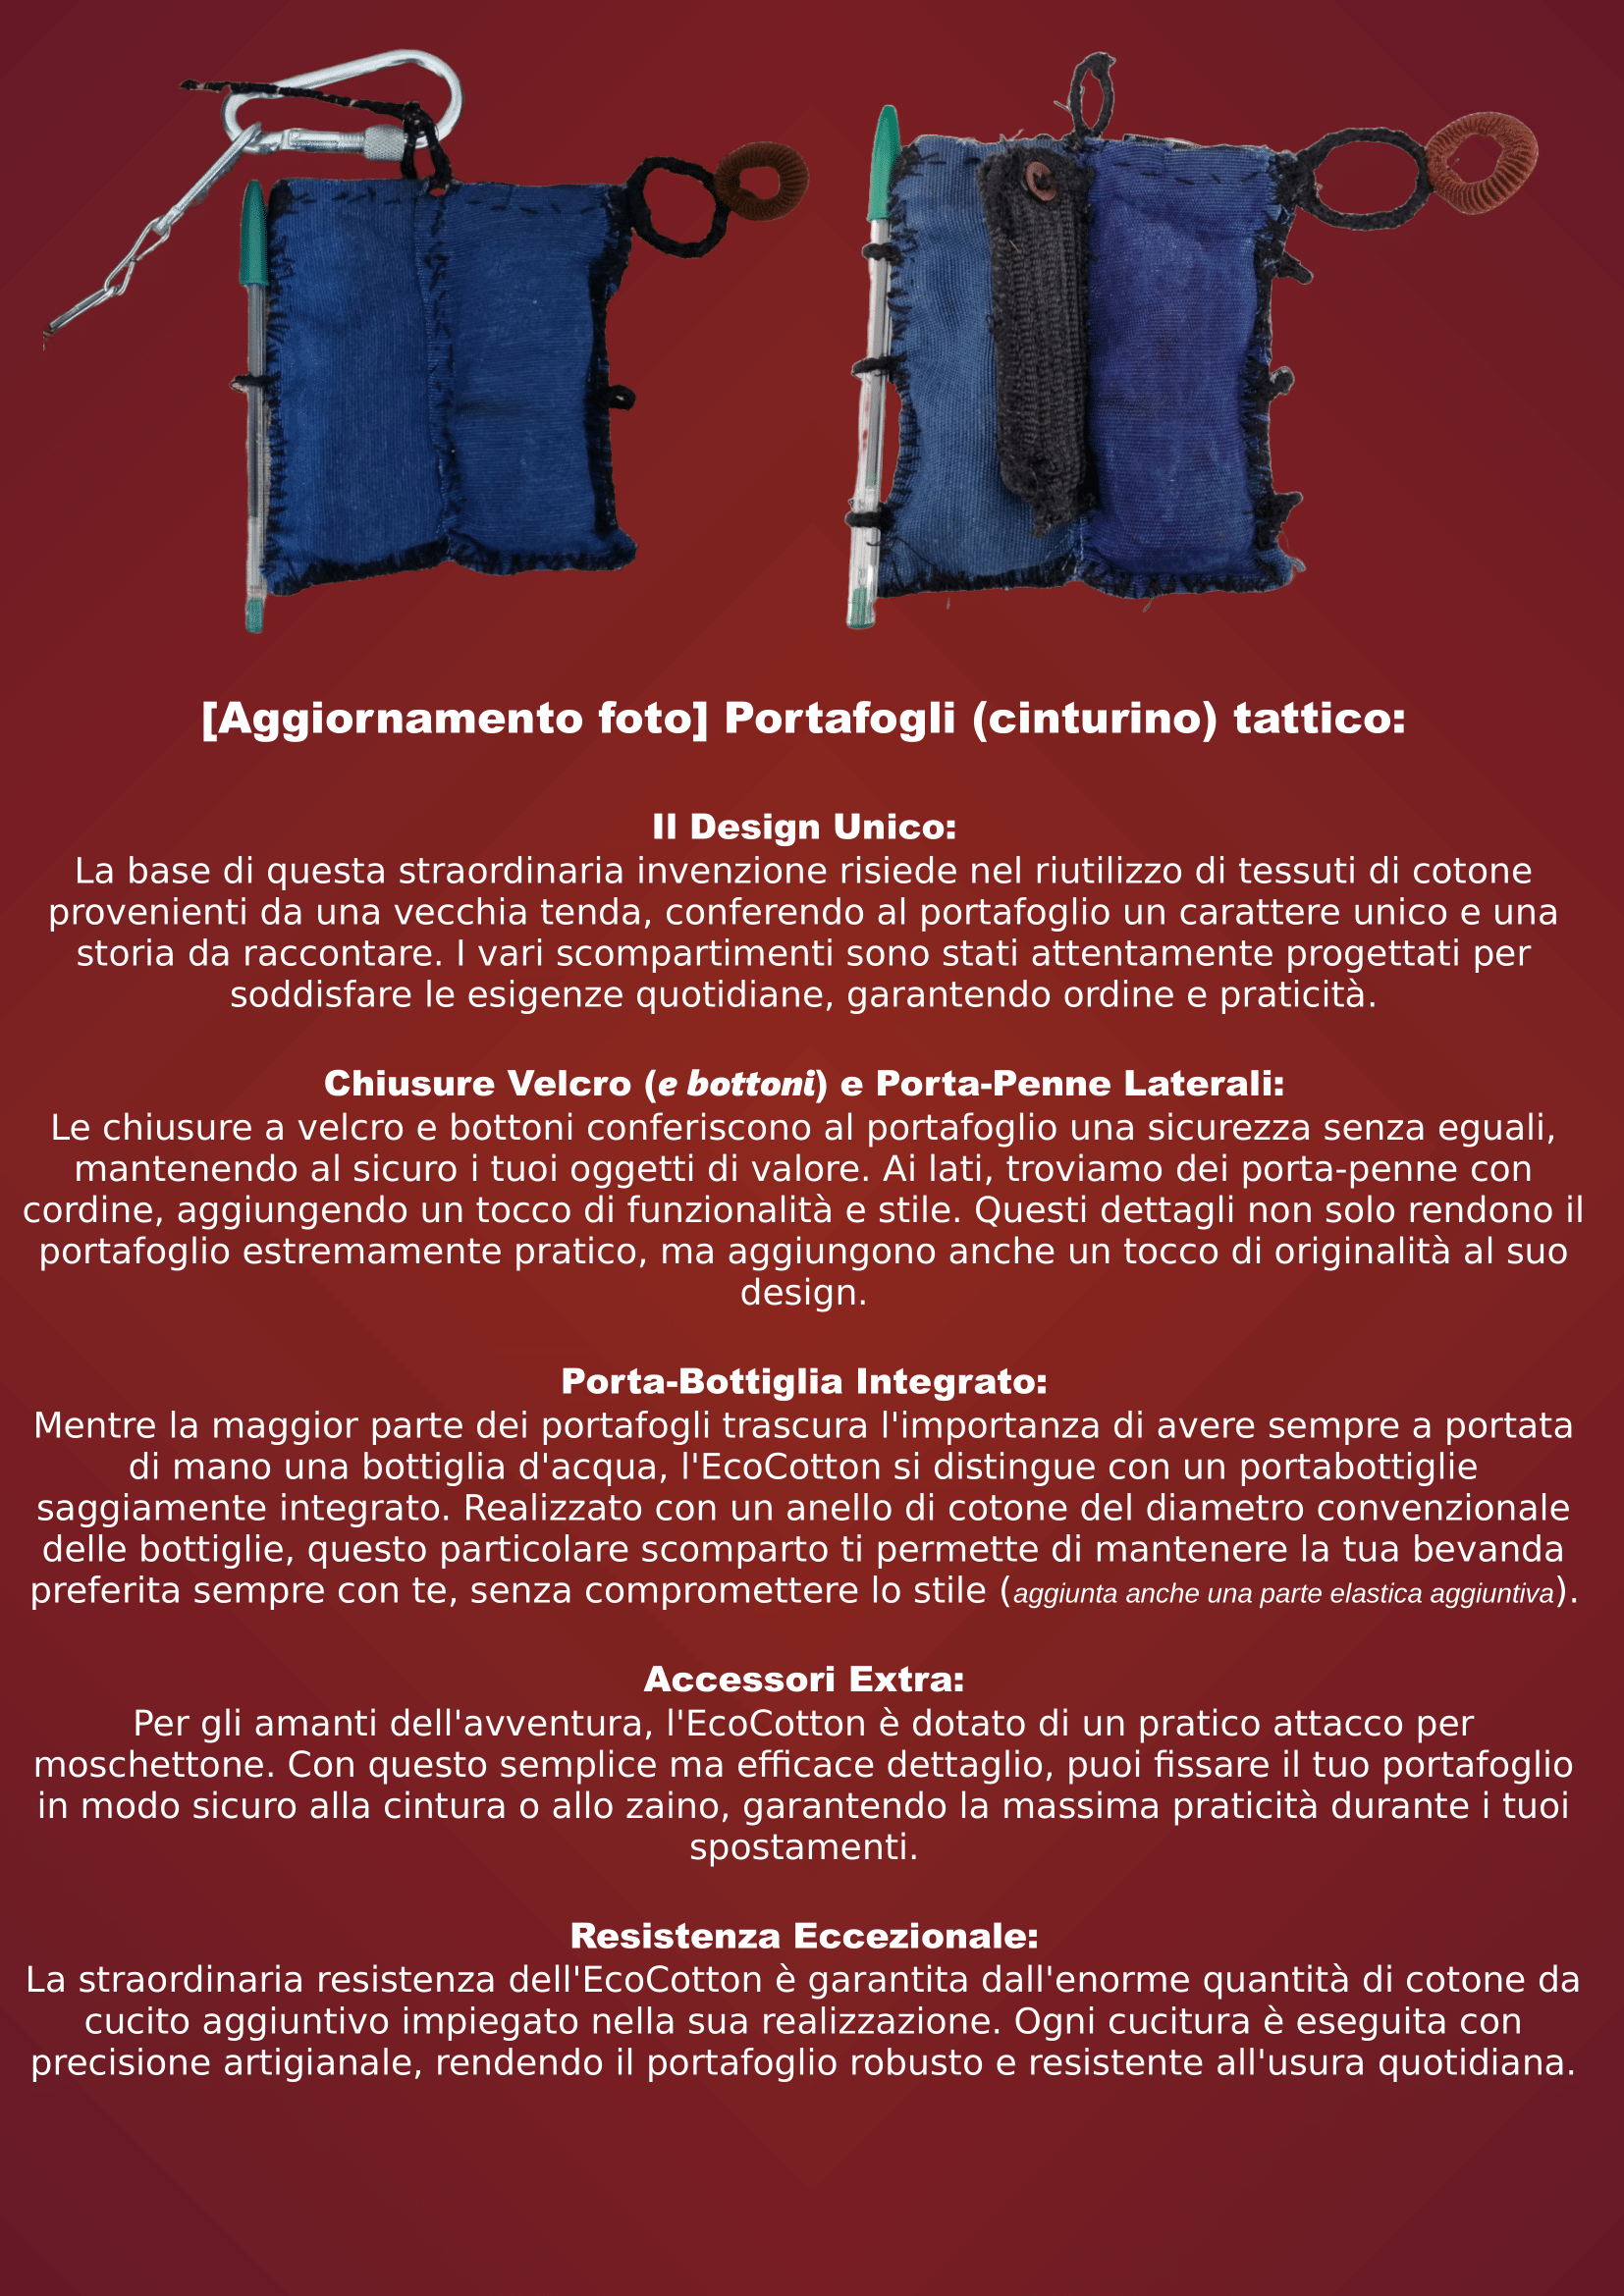 [Aggiornamento foto] Portafogli (cinturino) tattico:
Il Design Unico:
La base di questa straordinaria invenzione risiede nel riutilizzo di tessuti di cotone
provenienti da una vecchia tenda, conferendo al portafoglio un carattere unico e una
storia da raccontare. I vari scompartimenti sono stati attentamente progettati per
soddisfare le esigenze quotidiane, garantendo ordine e praticità.
Chiusure Velcro (e bottoni) e Porta-Penne Laterali:
Le chiusure a velcro e bottoni conferiscono al portafoglio una sicurezza senza eguali,
mantenendo al sicuro i tuoi oggetti di valore. Ai lati, troviamo dei porta-penne con
cordine, aggiungendo un tocco di funzionalità e stile. Questi dettagli non solo rendono il
portafoglio estremamente pratico, ma aggiungono anche un tocco di originalità al suo
design.
Porta-Bottiglia Integrato:
Mentre la maggior parte dei portafogli trascura l'importanza di avere sempre a portata
di mano una bottiglia d'acqua, l'EcoCotton si distingue con un portabottiglie
saggiamente integrato. Realizzato con un anello di cotone del diametro convenzionale
delle bottiglie, questo particolare scomparto ti permette di mantenere la tua bevanda
preferita sempre con te, senza compromettere lo stile (aggiunta anche una parte elastica aggiuntiva).
Accessori Extra:
Per gli amanti dell'avventura, l'EcoCotton è dotato di un pratico attacco per
moschettone. Con questo semplice ma efficace dettaglio, puoi fissare il tuo portafoglio
in modo sicuro alla cintura o allo zaino, garantendo la massima praticità durante i tuoi
spostamenti.
Resistenza Eccezionale:
La straordinaria resistenza dell'EcoCotton è garantita dall'enorme quantità di cotone da
cucito aggiuntivo impiegato nella sua realizzazione. Ogni cucitura è eseguita con
precisione artigianale, rendendo il portafoglio robusto e resistente all'usura quotidiana.